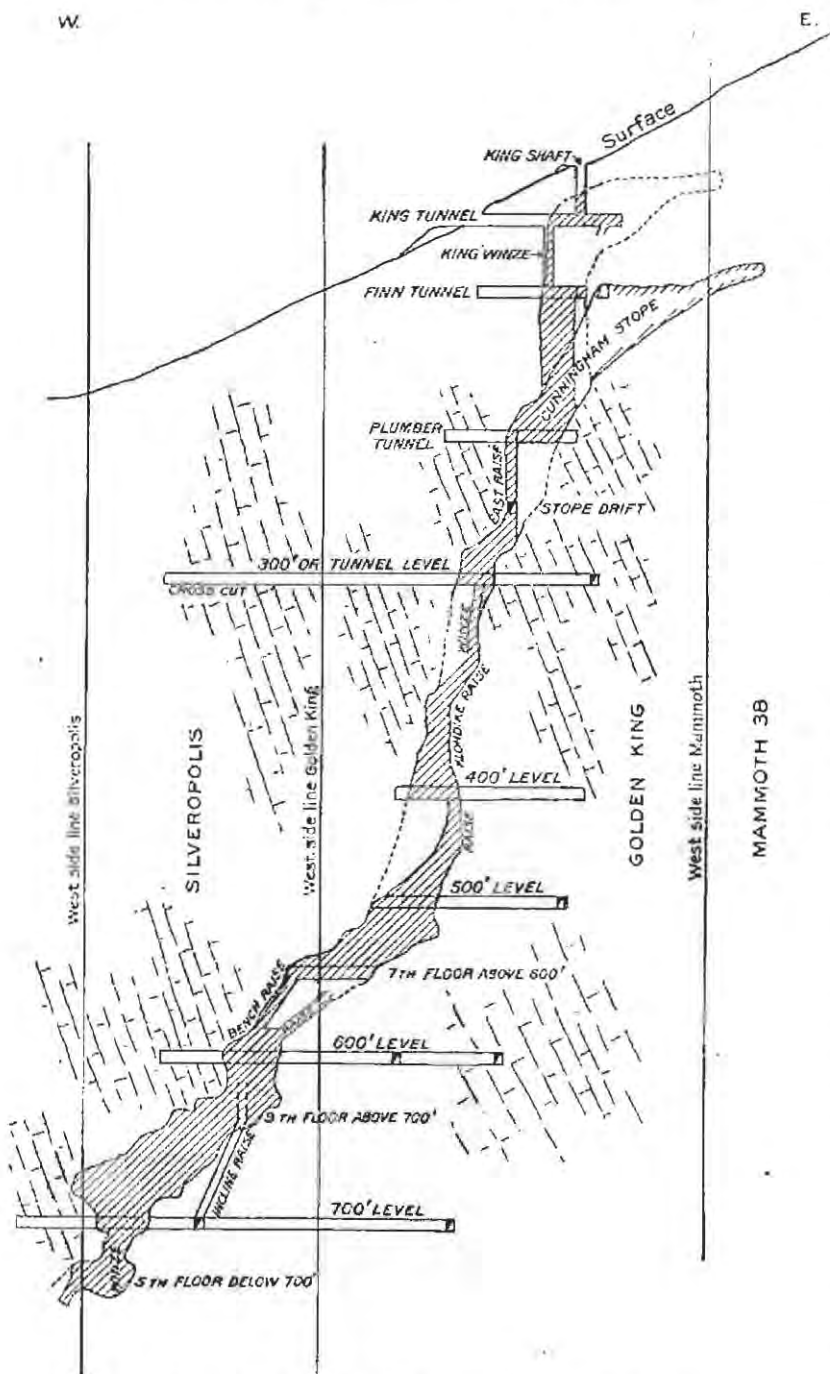 W.
E.
Surface
KING SHAFT
KING TUNNEL
KING WINZE
FINN TUNNEL
CUNNINGHAM STOPE
PLUMBER
TUNNEL
EAST RAISE
STOPE DRIFT
300' OR TUNNEL LEVEL
CROSS CUT
WINZE
KLONDIKE RAISE
400' LEVEL
RAISE
500' LEVEL
West side line Silveropolis
SILVEROPOLIS
West side line Golden King
GOLDEN KING
West side line Mammoth
MAMMOTH 38
7TH FLOOR ABOVE 600'
BENCH RAISE
RAISE
600' LEVEL
9TH FLOOR ABOVE 700'
INCLINE RAISE
700' LEVEL
WINZE
5TH FLOOR BELOW 700'